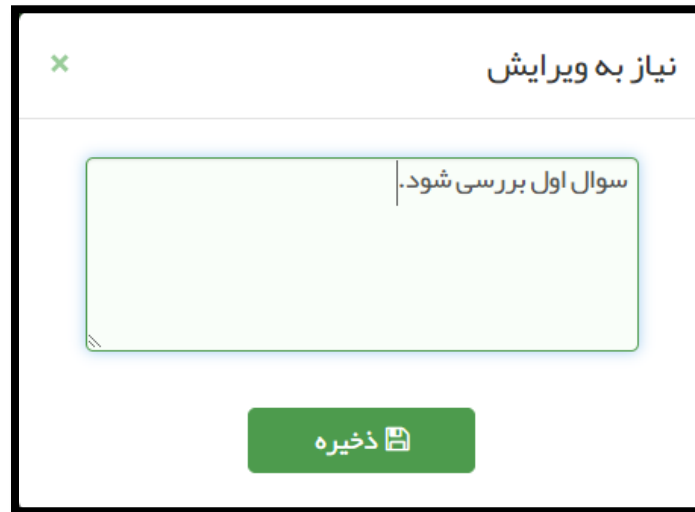 نیاز به ویرایش
سوال اول بررسی شود.
ذخیره